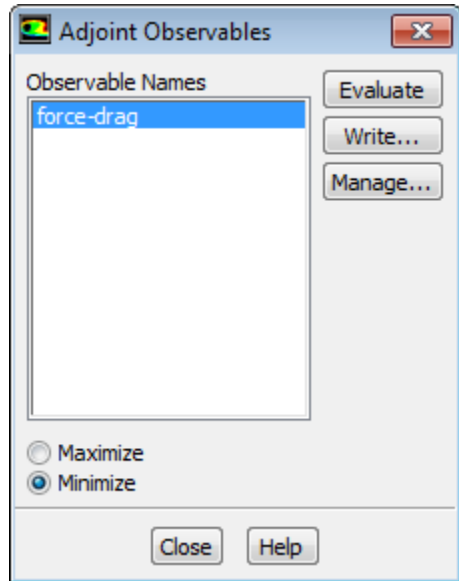 Adjoint Observables
Observable Names
force-drag
Evaluate
Write...
Manage...
Maximize
Minimize
Close
Help